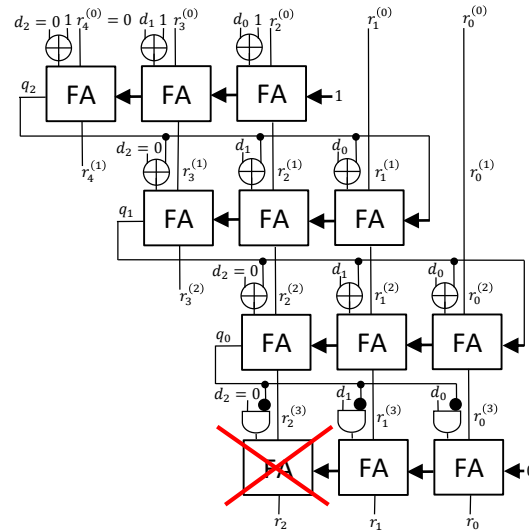 d₂ = 0 1 r₄⁽⁰⁾ = 0 d₁ 1 r₃⁽⁰⁾ d₀ 1 r₂⁽⁰⁾ r₁⁽⁰⁾ r₀⁽⁰⁾
q₂ FA FA FA 1
r₄⁽¹⁾ d₂ = 0 r₃⁽¹⁾ d₁ r₂⁽¹⁾ d₀ r₁⁽¹⁾ r₀⁽¹⁾
q₁ FA FA FA
r₃⁽²⁾ d₂ = 0 r₂⁽²⁾ d₁ r₁⁽²⁾ d₀ r₀⁽²⁾
q₀ FA FA FA
d₂ = 0 r₂⁽³⁾ d₁ r₁⁽³⁾ d₀ r₀⁽³⁾
FA FA FA
r₂ r₁ r₀